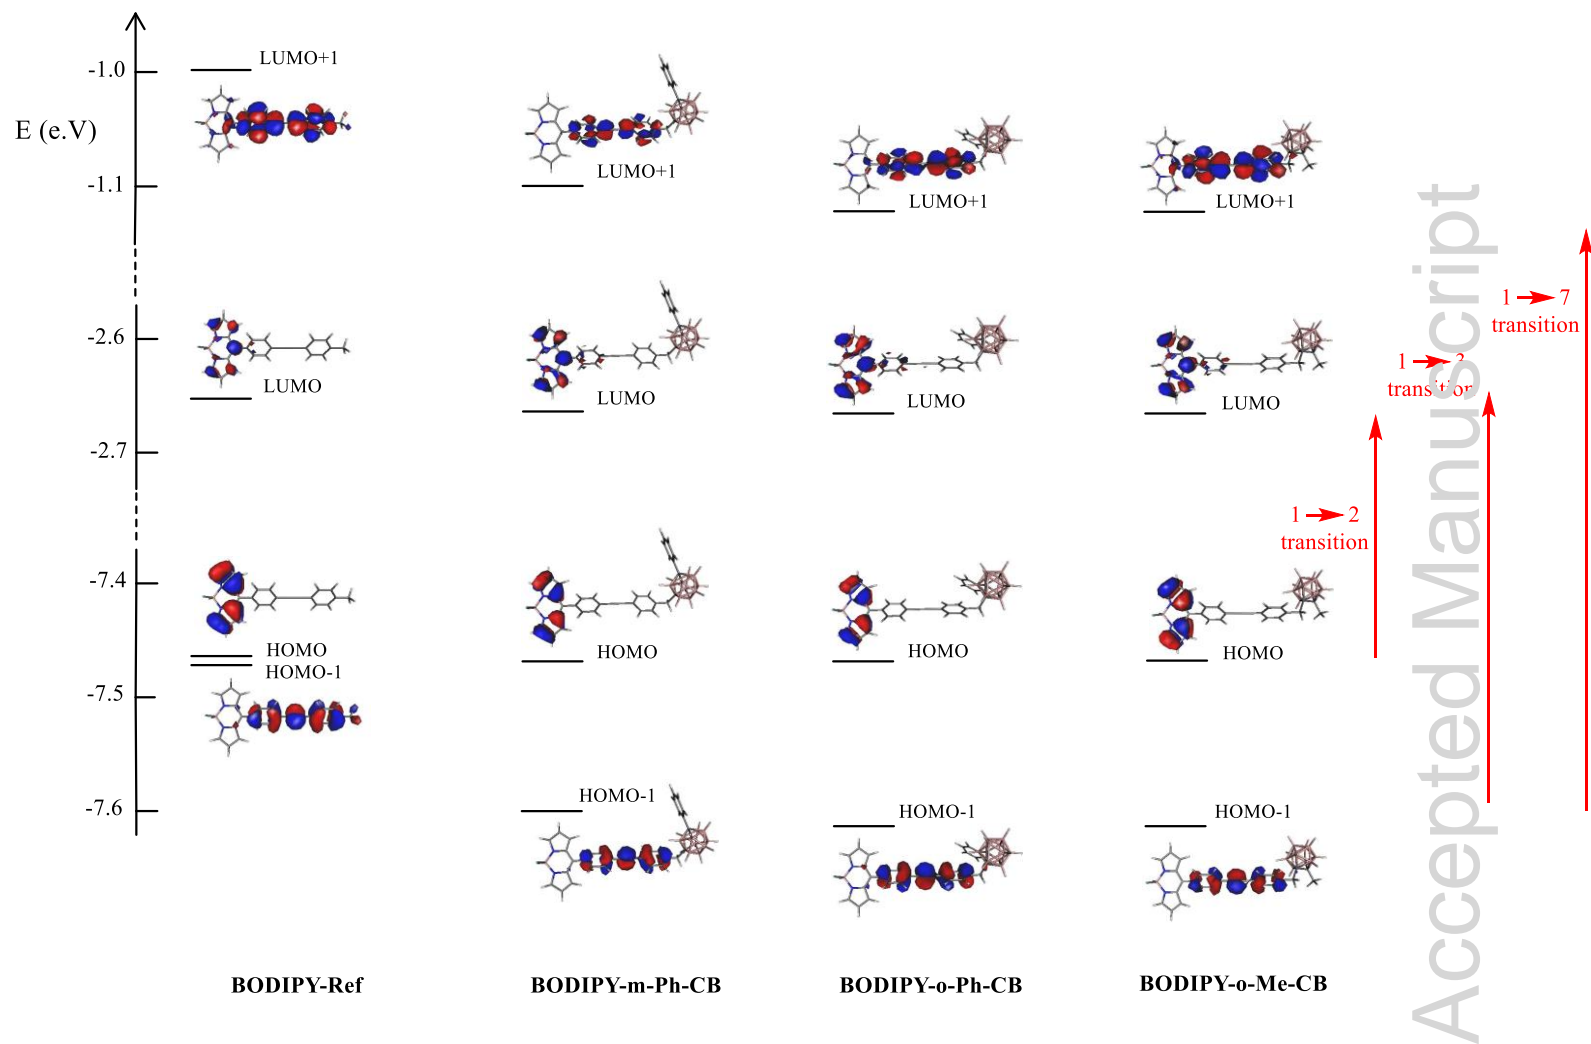 LUMO+1
-1.0
E (e.V)
LUMO+1
-1.1
LUMO+1
LUMO+1
1 → 7
transition
-2.6
1 → 3
transition
LUMO
LUMO
LUMO
LUMO
-2.7
1 → 2
transition
-7.4
HOMO
HOMO
HOMO
HOMO
HOMO-1
-7.5
HOMO-1
-7.6
HOMO-1
HOMO-1
BODIPY-Ref
BODIPY-m-Ph-CB
BODIPY-o-Ph-CB
BODIPY-o-Me-CB
Accepted Manuscript